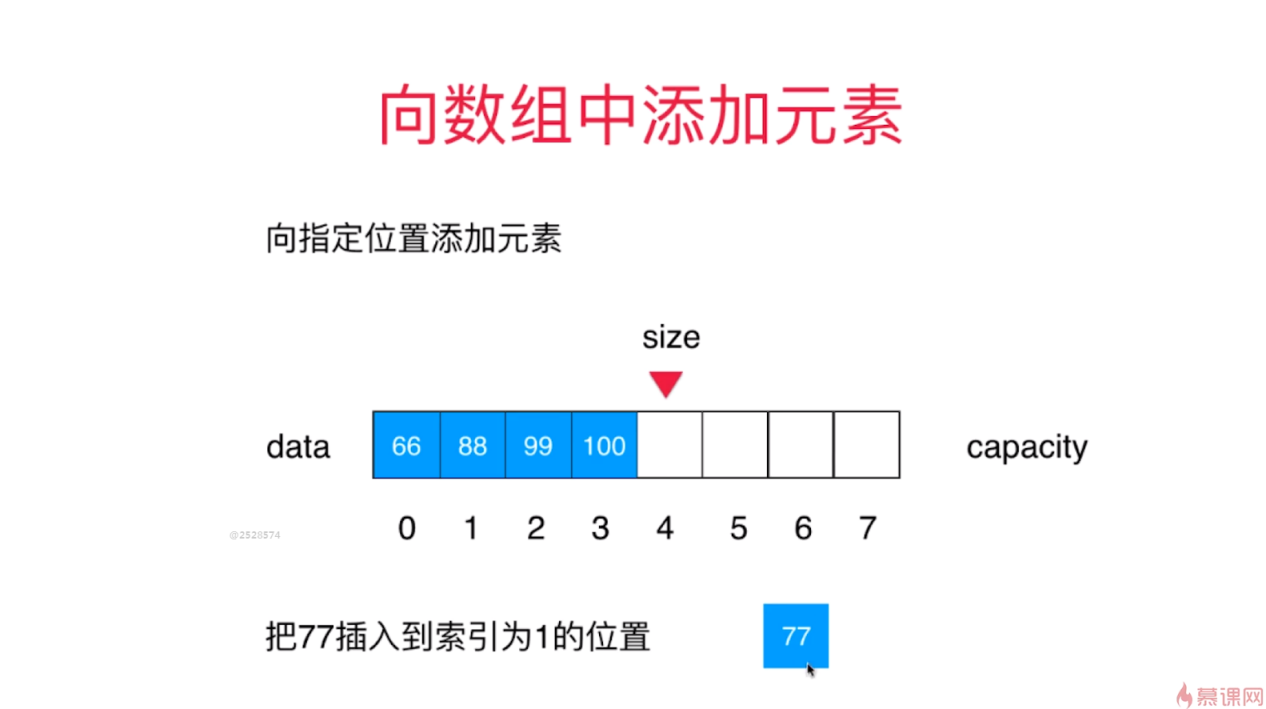 向数组中添加元素
向指定位置添加元素
size
data 66 88 99 100 capacity
0 1 2 3 4 5 6 7
@2528574
把77插入到索引为1的位置 77
慕课网